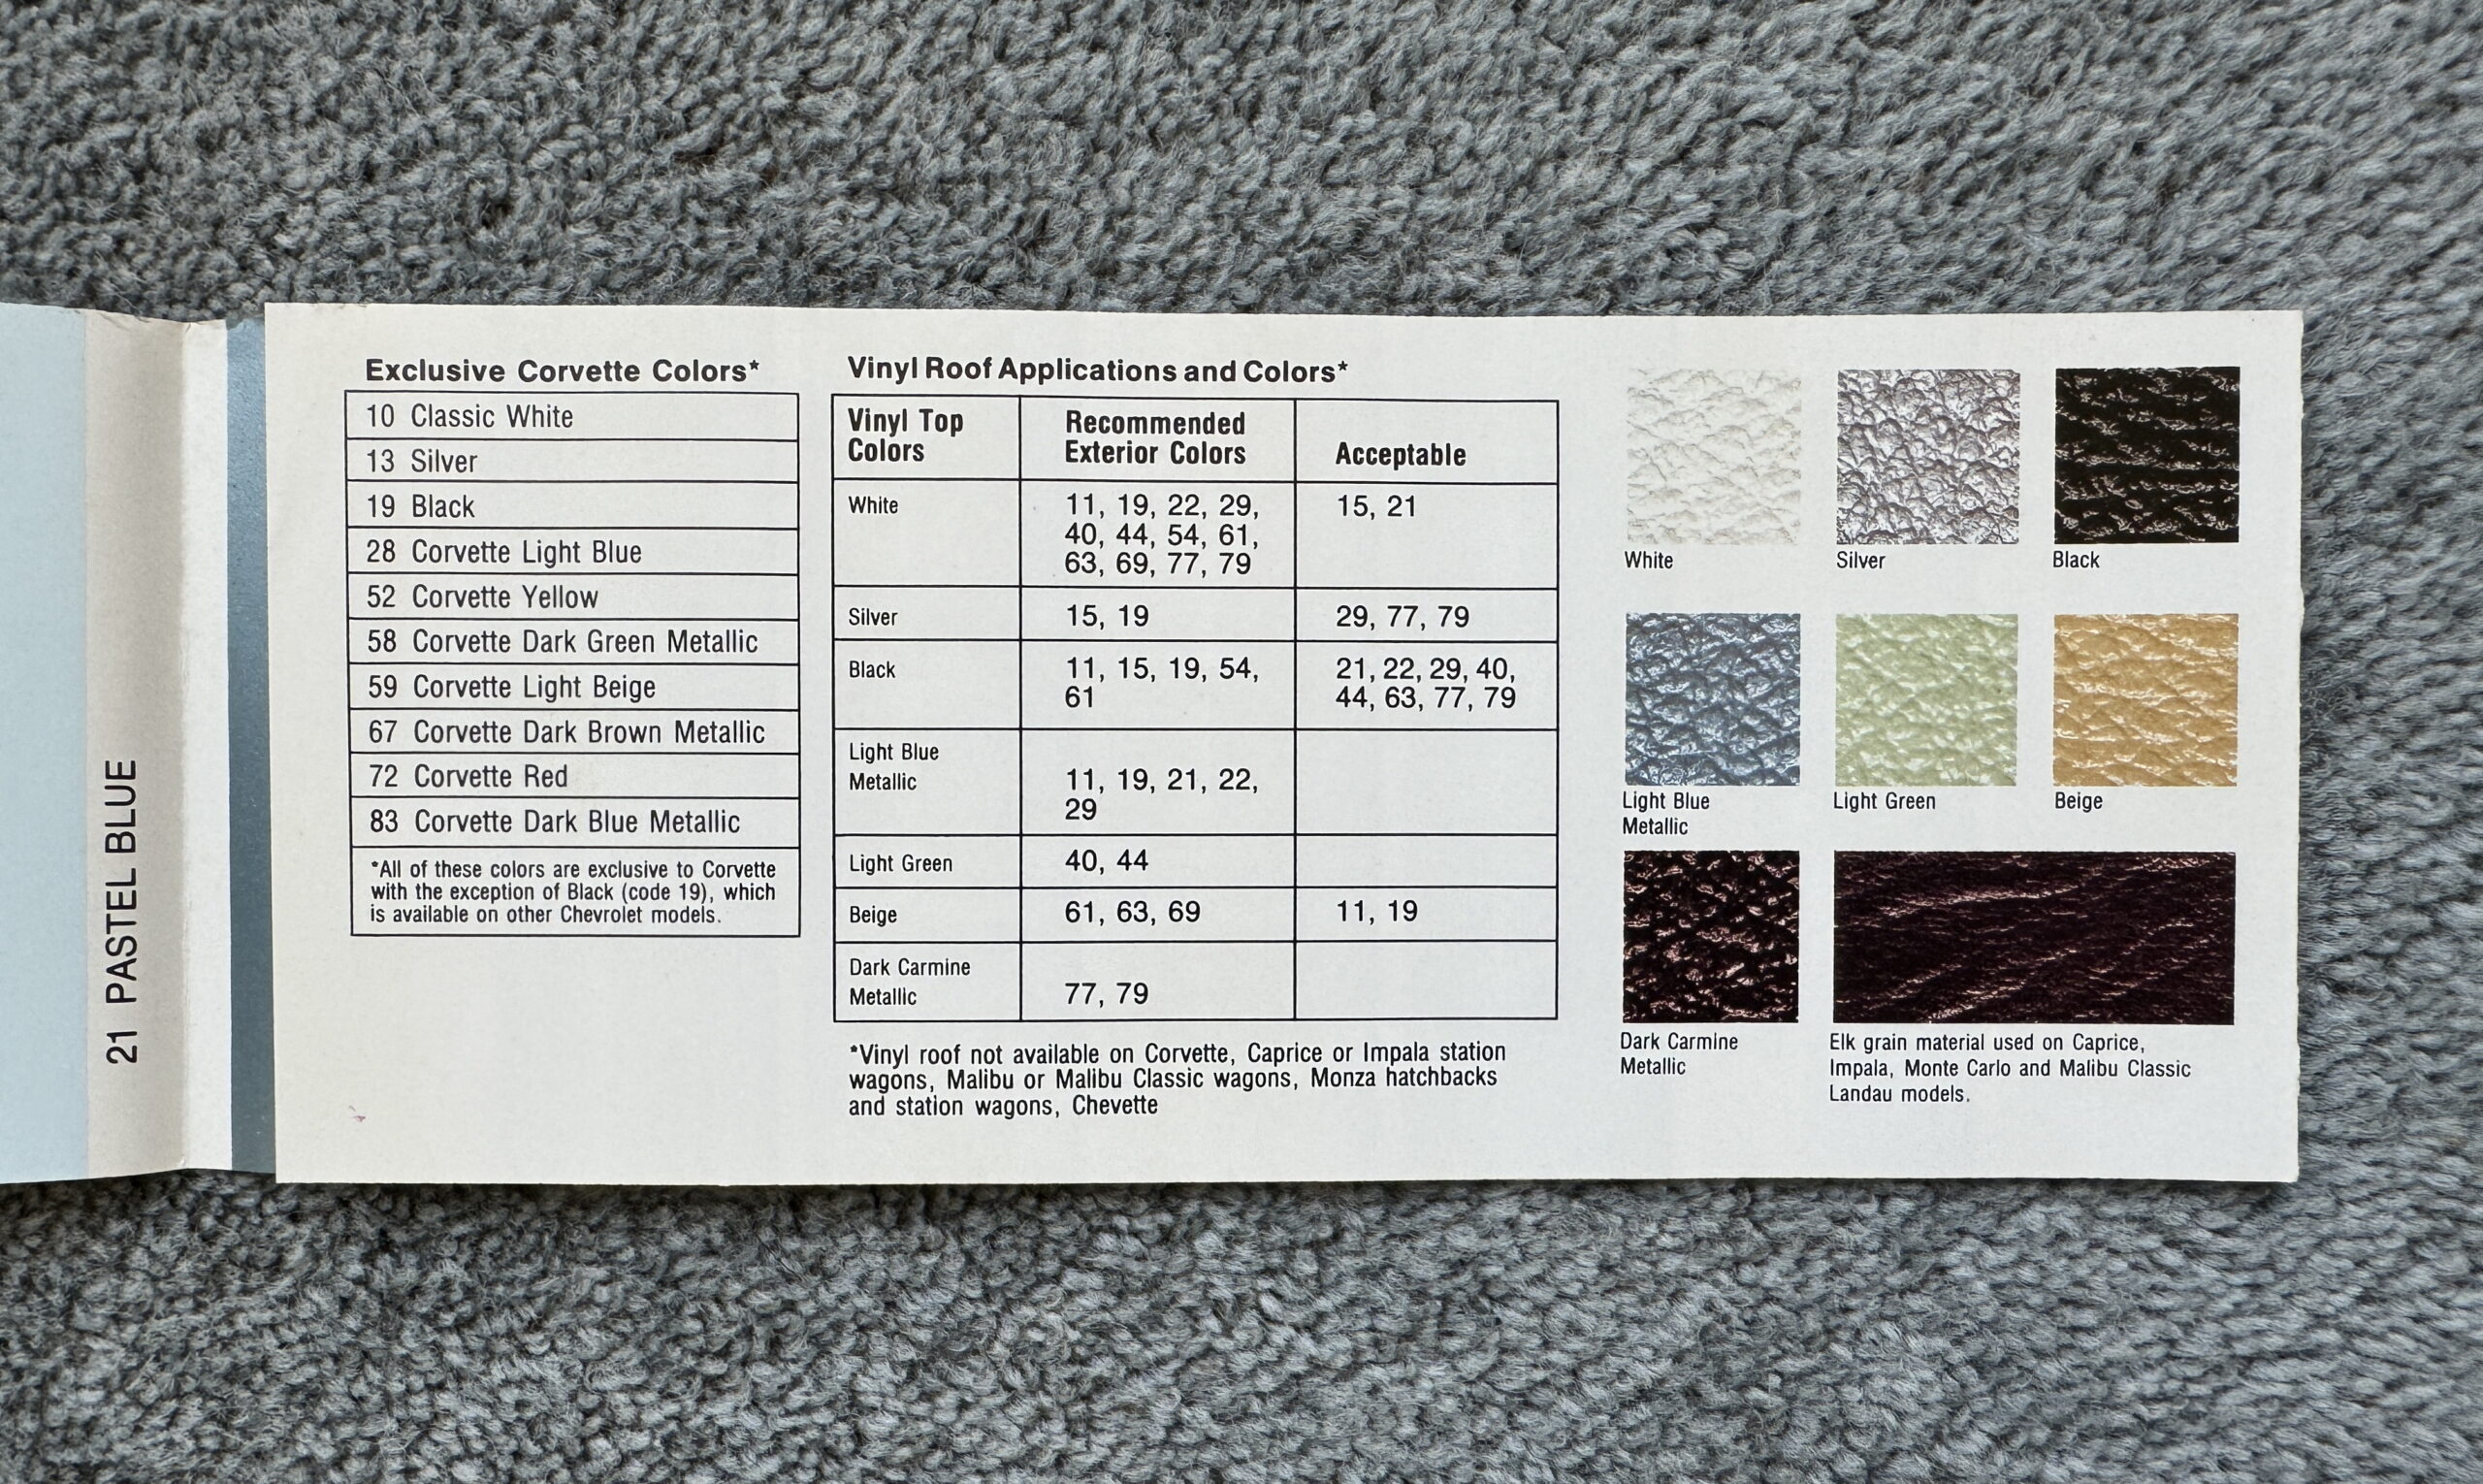 21 PASTEL BLUE
Exclusive Corvette Colors*
10 Classic White
13 Silver
19 Black
28 Corvette Light Blue
52 Corvette Yellow
58 Corvette Dark Green Metallic
59 Corvette Light Beige
67 Corvette Dark Brown Metallic
72 Corvette Red
83 Corvette Dark Blue Metallic
*All of these colors are exclusive to Corvette
with the exception of Black (code 19), which
is available on other Chevrolet models.
Vinyl Roof Applications and Colors*
Vinyl Top
Colors
Recommended
Exterior Colors
Acceptable
White
11, 19, 22, 29,
40, 44, 54, 61,
63, 69, 77, 79
15, 21
Silver
15, 19
29, 77, 79
Black
11, 15, 19, 54,
61
21, 22, 29, 40,
44, 63, 77, 79
Light Blue
Metallic
11, 19, 21, 22,
29
Light Green
40, 44
Beige
61, 63, 69
11, 19
Dark Carmine
Metallic
77, 79
*Vinyl roof not available on Corvette, Caprice or Impala station
wagons, Malibu or Malibu Classic wagons, Monza hatchbacks
and station wagons, Chevette
White
Silver
Black
Light Blue
Metallic
Light Green
Beige
Dark Carmine
Metallic
Elk grain material used on Caprice,
Impala, Monte Carlo and Malibu Classic
Landau models.